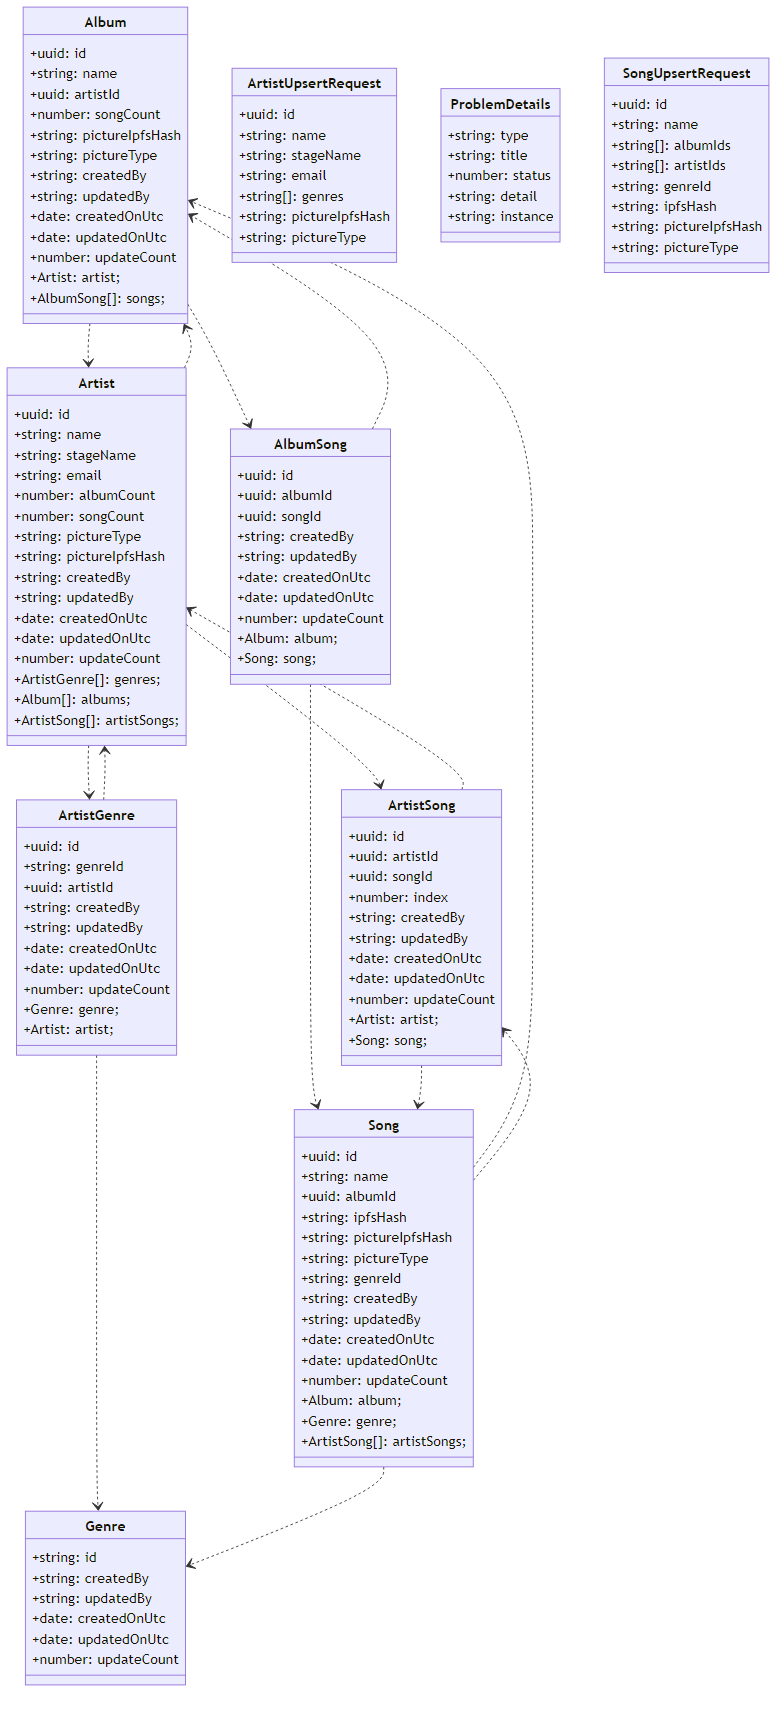 Album
+uuid: id
+string: name
+uuid: artistId
+number: songCount
+string: pictureIpfsHash
+string: pictureType
+string: createdBy
+string: updatedBy
+date: createdOnUtc
+date: updatedOnUtc
+number: updateCount
+Artist: artist;
+AlbumSong[]: songs;
ArtistUpsertRequest
+uuid: id
+string: name
+string: stageName
+string: email
+string[]: genres
+string: pictureIpfsHash
+string: pictureType
ProblemDetails
+string: type
+string: title
+number: status
+string: detail
+string: instance
SongUpsertRequest
+uuid: id
+string: name
+string[]: albumIds
+string[]: artistIds
+string: genreId
+string: ipfsHash
+string: pictureIpfsHash
+string: pictureType
Artist
+uuid: id
+string: name
+string: stageName
+string: email
+number: albumCount
+number: songCount
+string: pictureType
+string: pictureIpfsHash
+string: createdBy
+string: updatedBy
+date: createdOnUtc
+date: updatedOnUtc
+number: updateCount
+ArtistGenre[]: genres;
+Album[]: albums;
+ArtistSong[]: artistSongs;
AlbumSong
+uuid: id
+uuid: albumId
+uuid: songId
+string: createdBy
+string: updatedBy
+date: createdOnUtc
+date: updatedOnUtc
+number: updateCount
+Album: album;
+Song: song;
ArtistGenre
+uuid: id
+string: genreId
+uuid: artistId
+string: createdBy
+string: updatedBy
+date: createdOnUtc
+date: updatedOnUtc
+number: updateCount
+Genre: genre;
+Artist: artist;
ArtistSong
+uuid: id
+uuid: artistId
+uuid: songId
+number: index
+string: createdBy
+string: updatedBy
+date: createdOnUtc
+date: updatedOnUtc
+number: updateCount
+Artist: artist;
+Song: song;
Song
+uuid: id
+string: name
+uuid: albumId
+string: ipfsHash
+string: pictureIpfsHash
+string: pictureType
+string: genreId
+string: createdBy
+string: updatedBy
+date: createdOnUtc
+date: updatedOnUtc
+number: updateCount
+Album: album;
+Genre: genre;
+ArtistSong[]: artistSongs;
Genre
+string: id
+string: createdBy
+string: updatedBy
+date: createdOnUtc
+date: updatedOnUtc
+number: updateCount